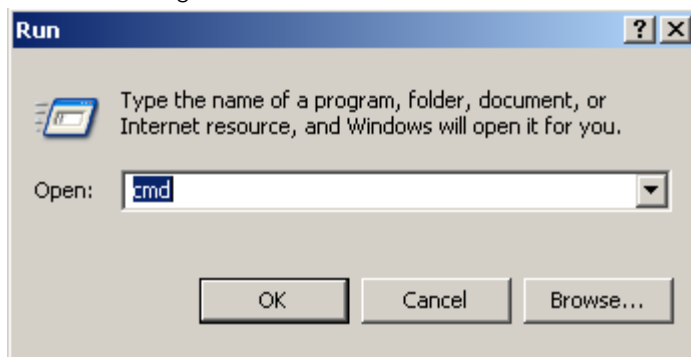 Run
Type the name of a program, folder, document, or
Internet resource, and Windows will open it for you.
Open: cmd
OK Cancel Browse...